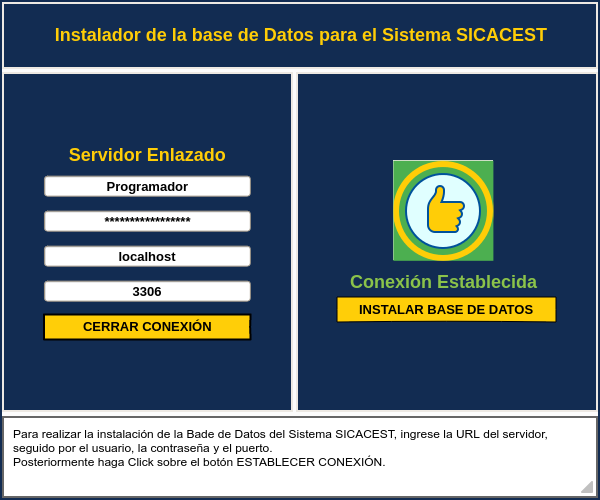 Instalador de la base de Datos para el Sistema SICACEST
Servidor Enlazado
Programador
*****************
localhost
3306
CERRAR CONEXIÓN
Conexión Establecida
INSTALAR BASE DE DATOS
Para realizar la instalación de la Bade de Datos del Sistema SICACEST, ingrese la URL del servidor,
seguido por el usuario, la contraseña y el puerto.
Posteriormente haga Click sobre el botón ESTABLECER CONEXIÓN.